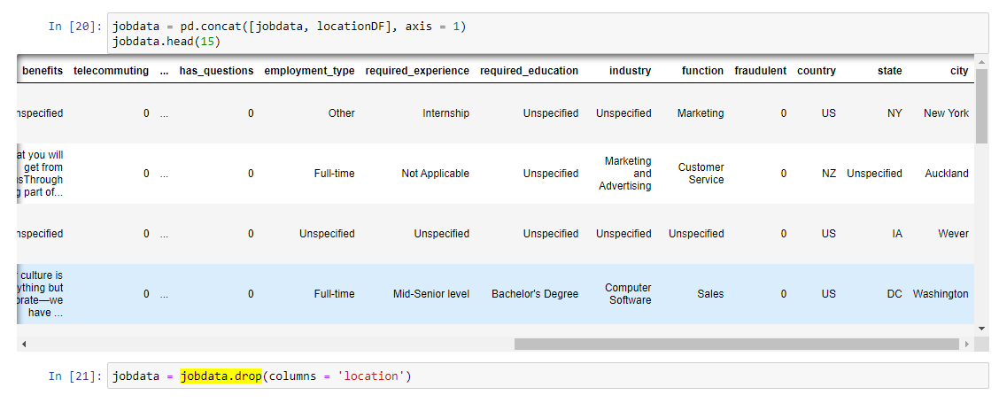 In [20]: jobdata = pd.concat([jobdata, locationDF], axis = 1)
jobdata.head(15)
benefits telecommuting ... has_questions employment_type required_experience required_education industry function fraudulent country state city
nspecified 0 ... 0 Other Internship Unspecified Unspecified Marketing 0 US NY New York
at you will
get from
usThrough
g part of... 0 ... 0 Full-time Not Applicable Unspecified Marketing and Advertising Customer Service 0 NZ Unspecified Auckland
nspecified 0 ... 0 Unspecified Unspecified Unspecified Unspecified Unspecified 0 US IA Wever
culture is
ything but
orate—we
have ... 0 ... 0 Full-time Mid-Senior level Bachelor's Degree Computer Software Sales 0 US DC Washington
In [21]: jobdata = jobdata.drop(columns = 'location')